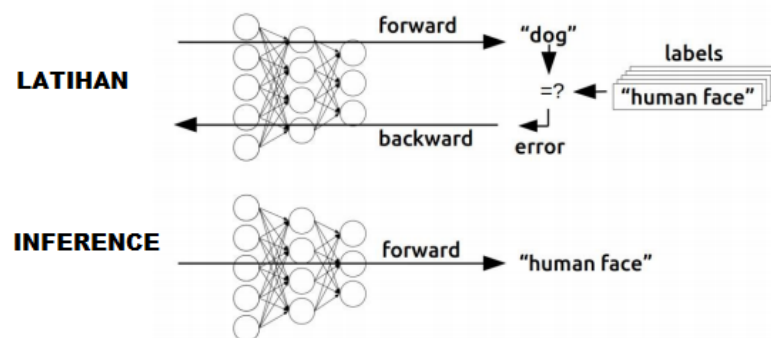 forward
"dog"
labels
LATIHAN
=?
"human face"
backward
error
INFERENCE
forward
"human face"